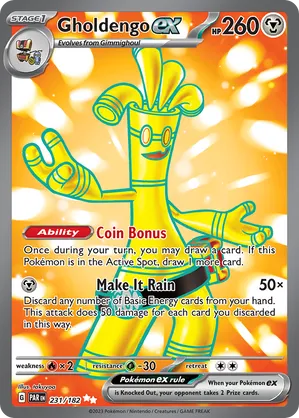 STAGE 1
Gholdengo ex HP 260
Evolves from Gimmighoul
Ability Coin Bonus
Once during your turn, you may draw a card. If this
Pokémon is in the Active Spot, draw 1 more card.
Make It Rain 50×
Discard any number of Basic Energy cards from your hand.
This attack does 50 damage for each card you discarded
in this way.
weakness ×2 resistance -30 retreat
Illus. rokuyoo
Pokémon ex rule When your Pokémon ex
is Knocked Out, your opponent takes 2 Prize cards.
G PAR EN 231/182
©2023 Pokémon / Nintendo / Creatures / GAME FREAK